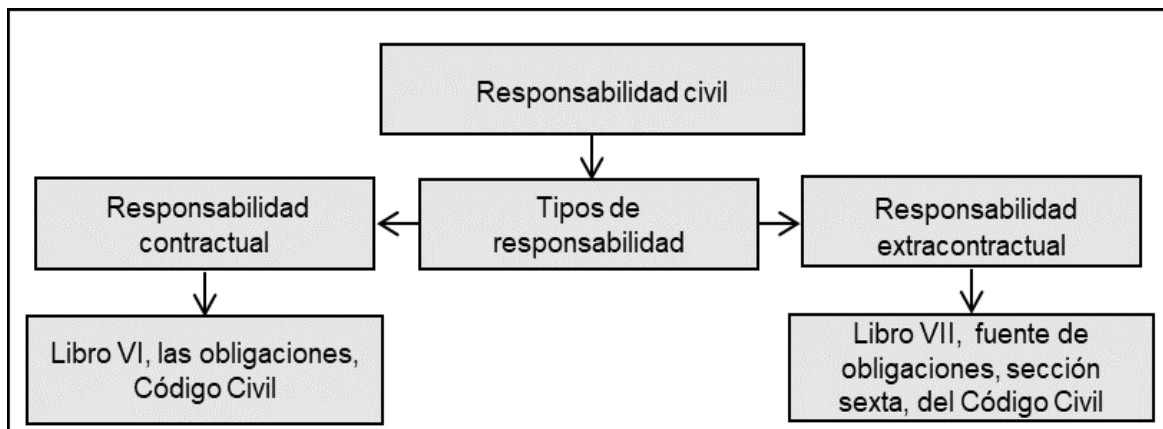 Responsabilidad civil
Responsabilidad
contractual
Tipos de
responsabilidad
Responsabilidad
extracontractual
Libro VI, las obligaciones,
Código Civil
Libro VII, fuente de
obligaciones, sección
sexta, del Código Civil